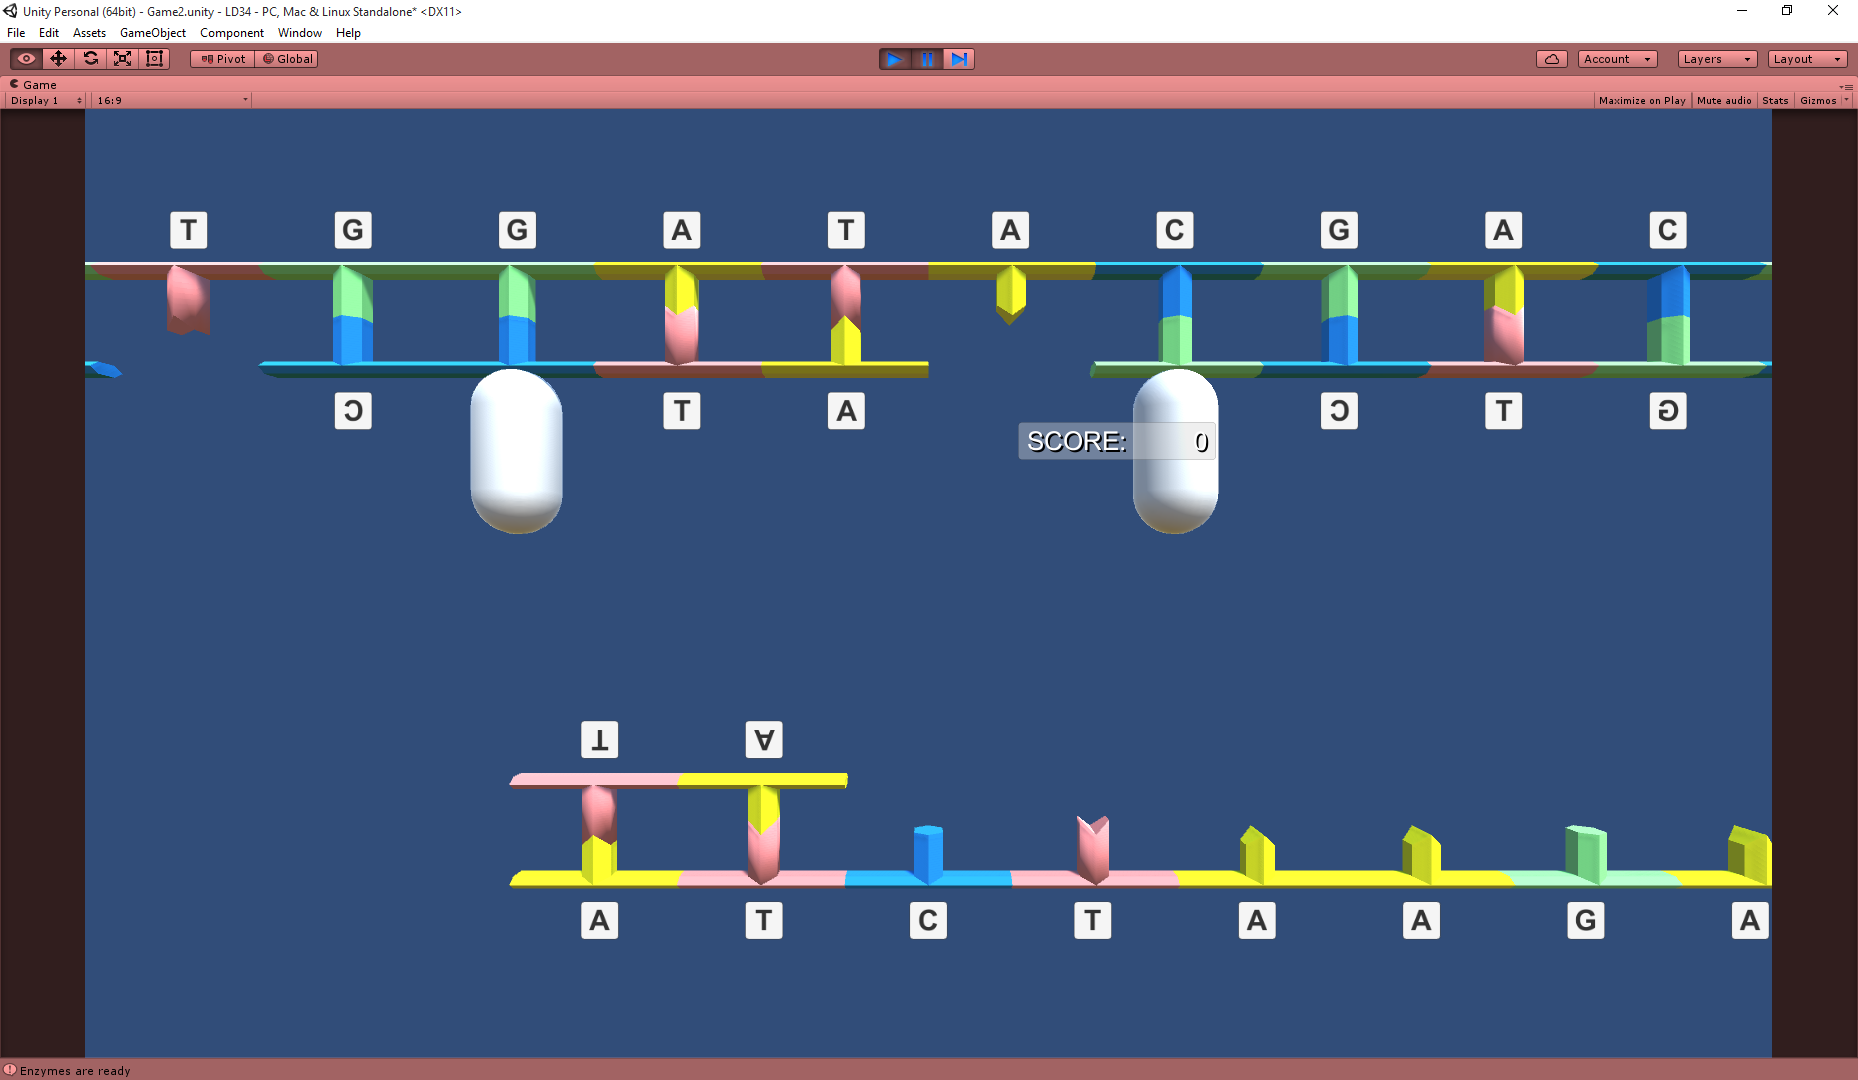 Unity Personal (64bit) - Game2.unity - LD34 - PC, Mac & Linux Standalone* <DX11>
File Edit Assets GameObject Component Window Help
Pivot Global Account Layers Layout
Game
Display 1 16:9 Maximize on Play Mute audio Stats Gizmos
T G G A T A C G A C
C T A C T G
SCORE: 0
T A
A T C T A A G A
Enzymes are ready